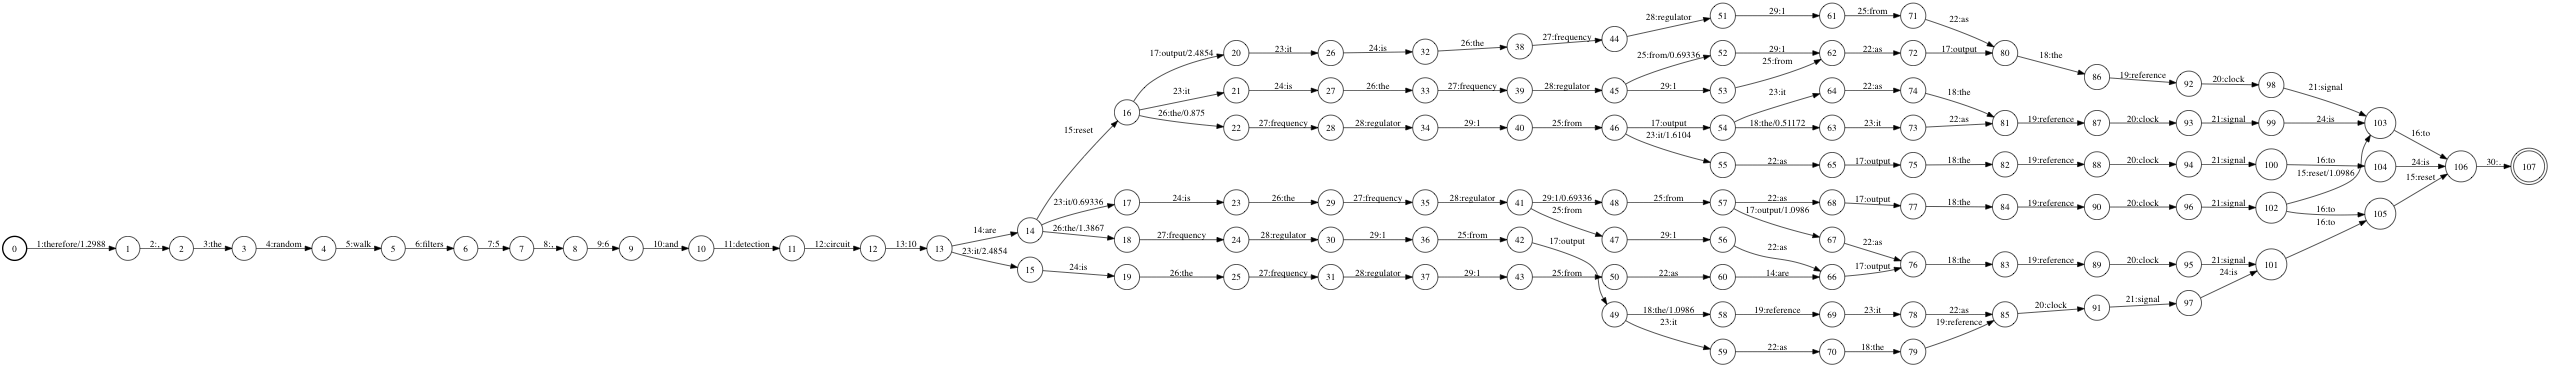 0 1:therefore/1.2988 1 2:, 2 3:the 3 4:random 4 5:walk 5 6:filters 6 7:5 7 8:, 8 9:6 9 10:and 10 11:detection 11 12:circuit 12 13:10 13
14:are 14
23:it/2.4854 15
15:reset 16
23:it/0.69336 17
26:the/1.3867 18
24:is 19
17:output/2.4854 20 23:it 26 24:is 32 26:the 38 27:frequency 44 28:regulator 51 29:1 61 25:from 71 22:as 80
23:it 21 24:is 27 26:the 33 27:frequency 39 28:regulator 45
25:from/0.69336 52 29:1 62 22:as 72 17:output
29:1 53 25:from
18:the 86 19:reference 92 20:clock 98 21:signal 103
26:the/0.875 22 27:frequency 28 28:regulator 34 29:1 40 25:from 46
17:output 54 23:it 64 22:as 74 18:the 81
18:the/0.51172 63 23:it 73 22:as
19:reference 87 20:clock 93 21:signal 99 24:is
23:it/1.6104 55 22:as 65 17:output 75 18:the 82 19:reference 88 20:clock 94 21:signal 100 16:to 104 24:is
16:to 106 30:. 107
24:is 23 26:the 29 27:frequency 35 28:regulator 41
29:1/0.69336 48 25:from 57 22:as 68 17:output 77 18:the 84 19:reference 90 20:clock 96 21:signal 102
15:reset/1.0986
16:to 105 15:reset
25:from 47 29:1 56 22:as 66 17:output 76
17:output/1.0986 67 22:as
18:the 83 19:reference 89 20:clock 95 21:signal 101 16:to
27:frequency 24 28:regulator 30 29:1 36 25:from 42 17:output 49
26:the 25 27:frequency 31 28:regulator 37 29:1 43 25:from 50 22:as 60 14:are
18:the/1.0986 58 19:reference 69 23:it 78 22:as 85 20:clock 91 21:signal 97 24:is
23:it 59 22:as 70 18:the 79 19:reference